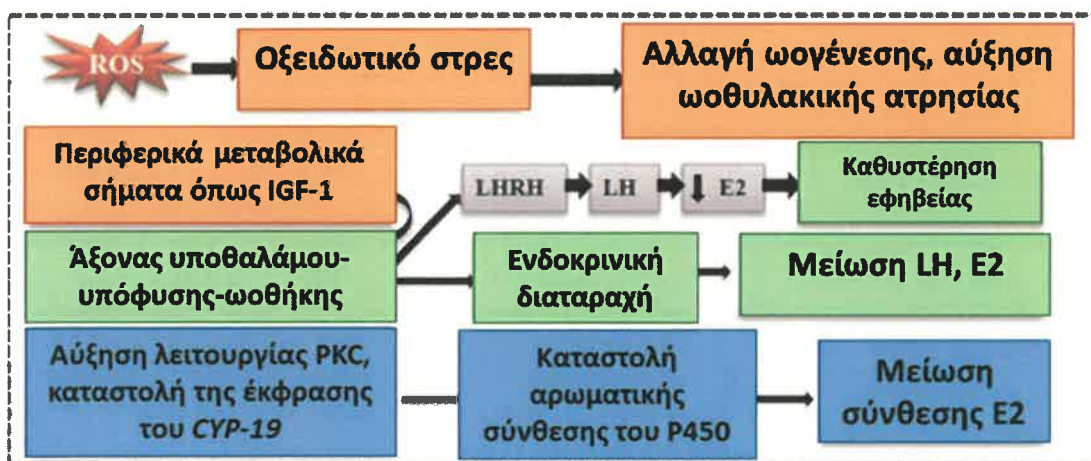 ROS
Οξειδωτικό στρες
Αλλαγή ωογένεσης, αύξηση
ωοθυλακικής ατρησίας
Περιφερικά μεταβολικά
σήματα όπως IGF-1
LHRH
LH
E2
Καθυστέρηση
εφηβείας
Άξονας υποθαλάμου-
υπόφυσης-ωοθήκης
Ενδοκρινική
διαταραχή
Μείωση LH, E2
Αύξηση λειτουργίας PKC,
καταστολή της έκφρασης
του CYP-19
Καταστολή
αρωματικής
σύνθεσης του P450
Μείωση
σύνθεσης E2